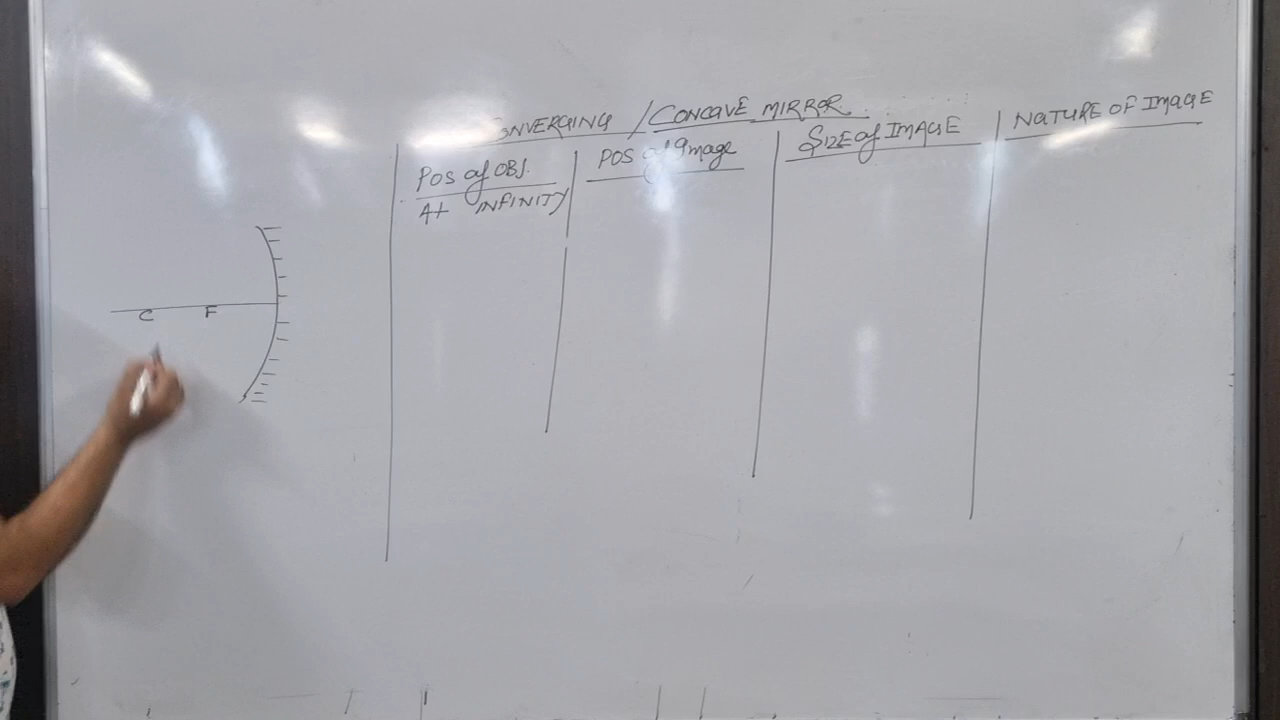 CONVERGING / CONCAVE MIRROR
POS of OBJ.
POS of Image
SIZE of IMAGE
NATURE OF IMAGE
At INFINITY
C F